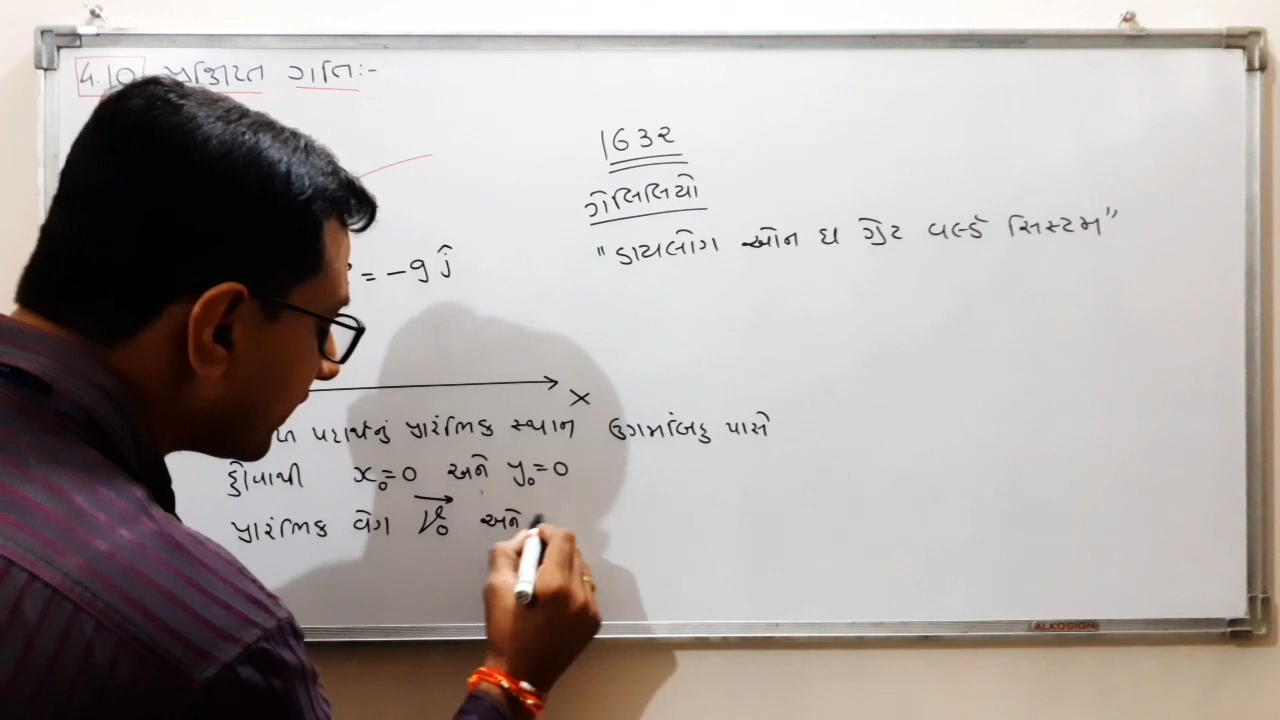 4.10 પ્રક્ષિપ્ત ગતિ:-
1632
ગેલિલિયો
"ડાયલોગ ઓન ધ ગ્રેટ વર્લ્ડ સિસ્ટમ"
= -g ĵ
X
પદાર્થનું પ્રારંભિક સ્થાન ઉગમબિંદુ પાસે
હોવાથી x₀=0 અને y₀=0
પ્રારંભિક વેગ v⃗₀ અને
ALKOSIGN